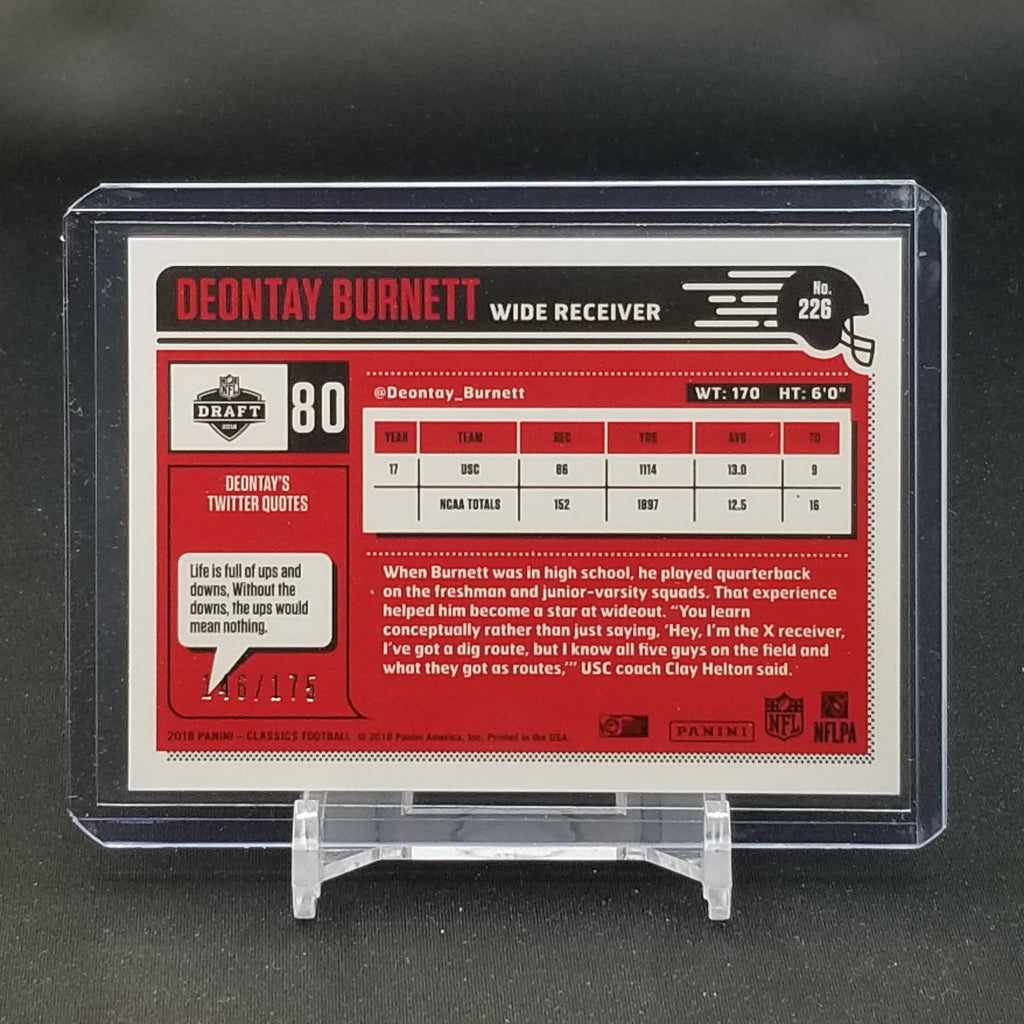 DEONTAY BURNETT WIDE RECEIVER
No.
226
NFL
DRAFT
2018
80
@Deontay_Burnett
WT: 170 HT: 6'0"
YEAR TEAM REC YDS AVG TD
17 USC 86 1114 13.0 9
NCAA TOTALS 152 1897 12.5 16
DEONTAY'S
TWITTER QUOTES
Life is full of ups and
downs, Without the
downs, the ups would
mean nothing.
146/175
When Burnett was in high school, he played quarterback
on the freshman and junior-varsity squads. That experience
helped him become a star at wideout. “You learn
conceptually rather than just saying, ‘Hey, I’m the X receiver,
I’ve got a dig route, but I know all five guys on the field and
what they got as routes,’” USC coach Clay Helton said.
2018 PANINI – CLASSICS FOOTBALL © 2018 Panini America, Inc. Printed in the USA.
PANINI
NFL
NFLPA